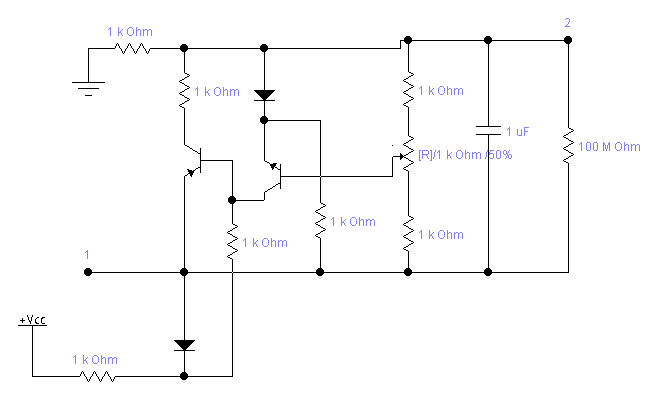 2
1 k Ohm
1 k Ohm
1 k Ohm
1 uF
100 M Ohm
[R]/1 k Ohm /50%
1 k Ohm
1 k Ohm
1 k Ohm
1
+Vcc
1 k Ohm